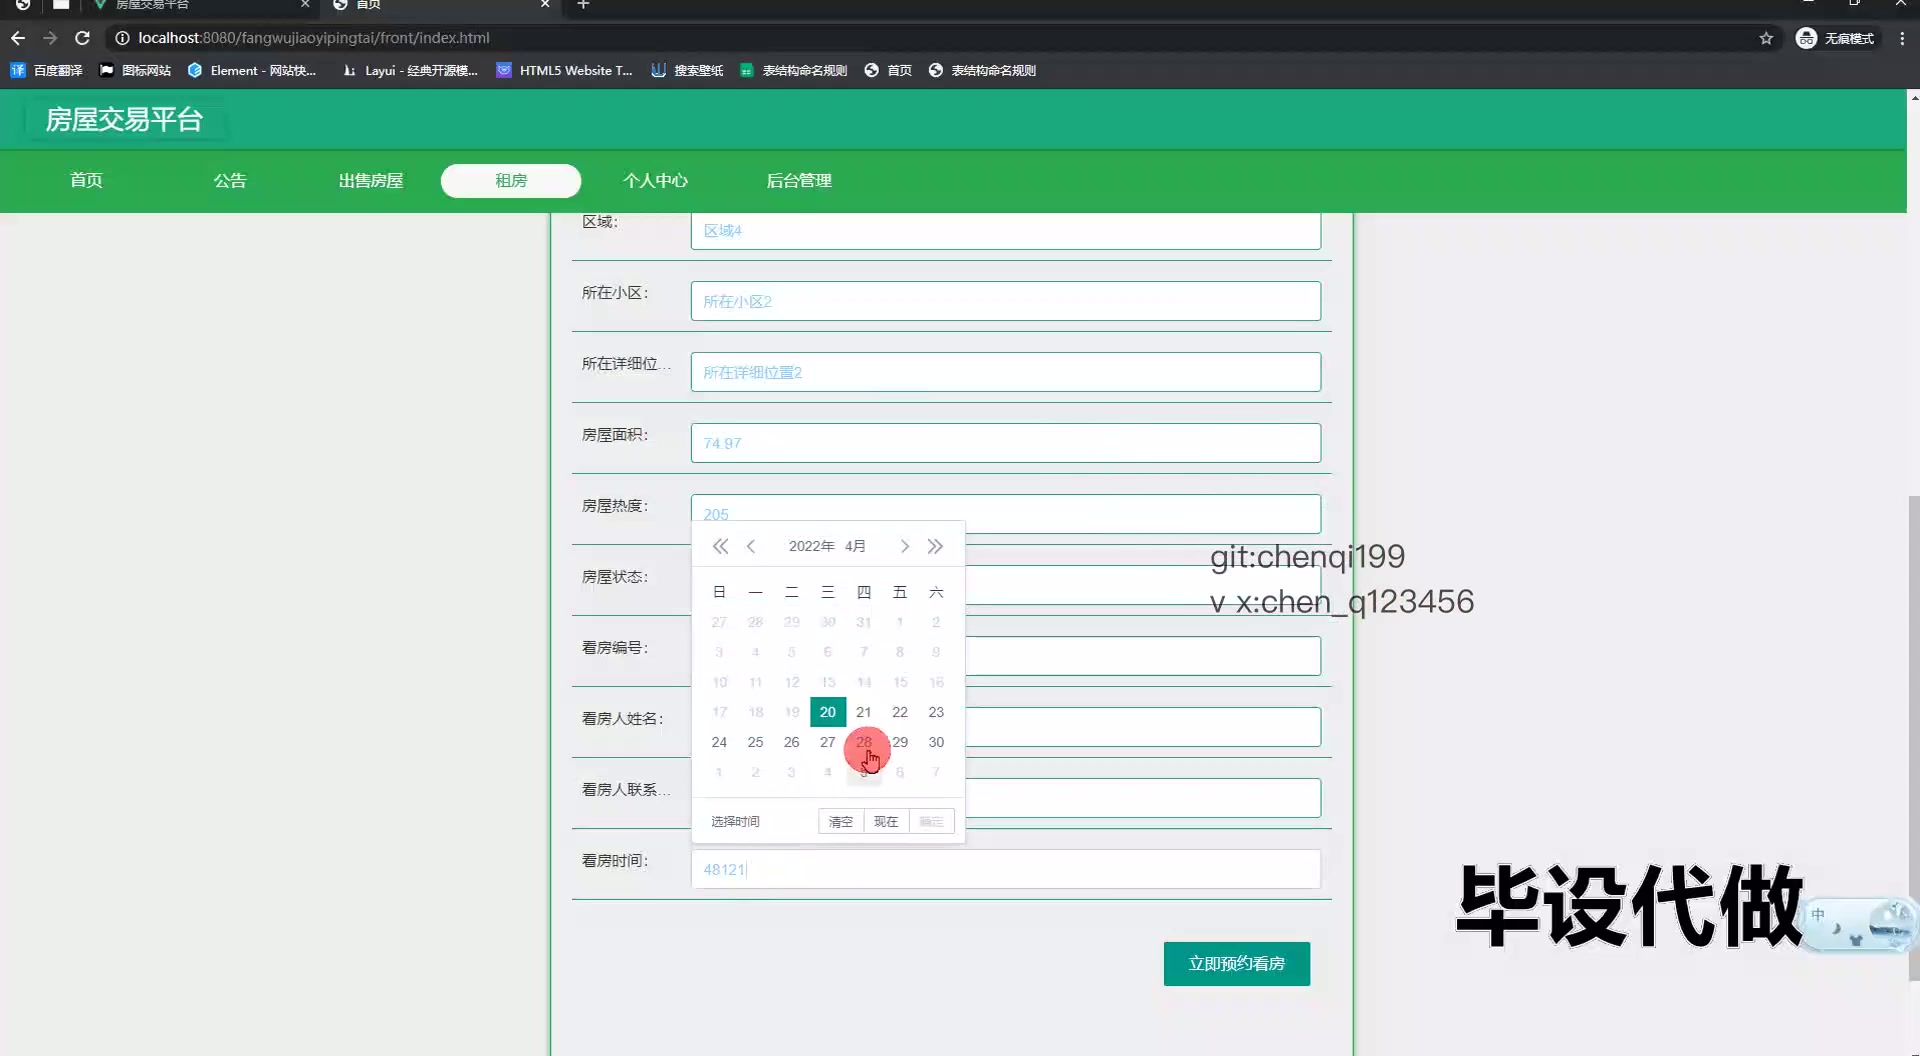 房屋交易平台
首页
localhost:8080/fangwujiaoyipingtai/front/index.html
无痕模式
百度翻译
图标网站
Element - 网站快...
Layui - 经典开源模...
HTML5 Website T...
搜索壁纸
表结构命名规则
首页
表结构命名规则
房屋交易平台
首页
公告
出售房屋
租房
个人中心
后台管理
区域：
区域4
所在小区：
所在小区2
所在详细位...
所在详细位置2
房屋面积：
74.97
房屋热度：
205
房屋状态：
看房编号：
看房人姓名：
看房人联系...
看房时间：
48121
2022年 4月
日 一 二 三 四 五 六
27 28 29 30 31 1 2
3 4 5 6 7 8 9
10 11 12 13 14 15 16
17 18 19 20 21 22 23
24 25 26 27 28 29 30
1 2 3 4 5 6 7
选择时间
清空
现在
确定
立即预约看房
git:chenqi199
v x:chen_q123456
毕设代做
中